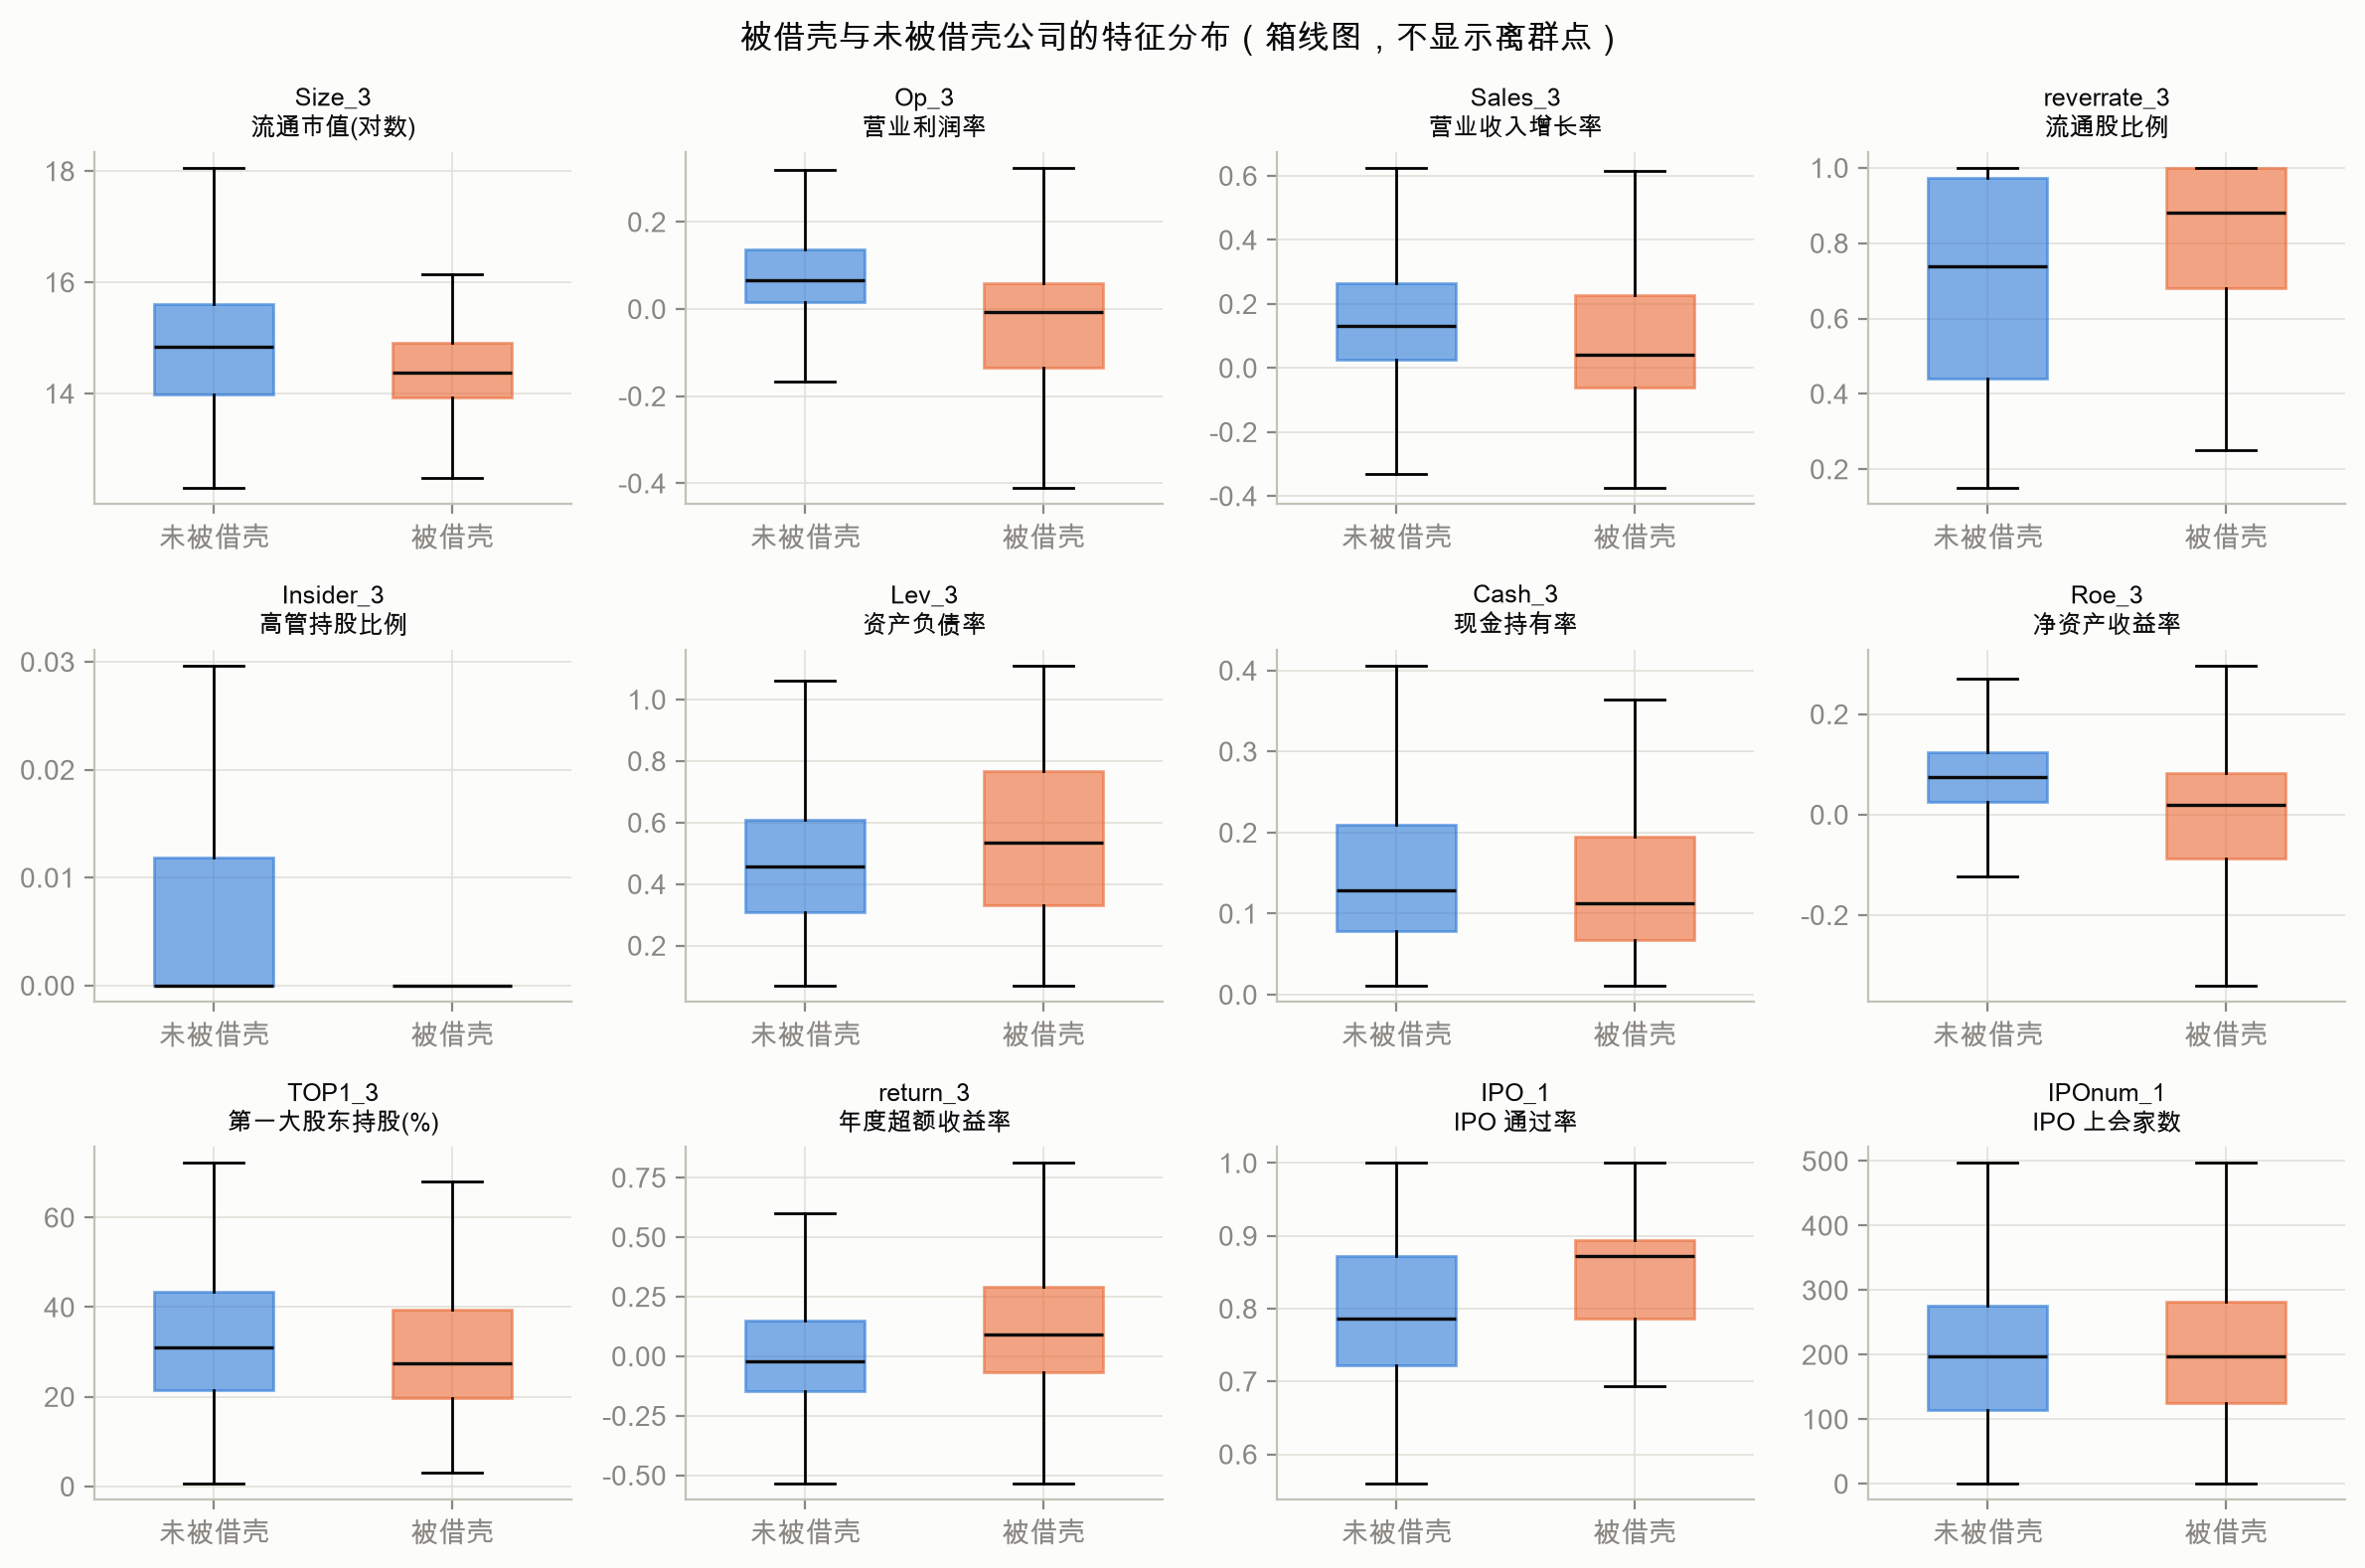 被借壳与未被借壳公司的特征分布（箱线图，不显示离群点）
Size_3
流通市值(对数)
18
16
14
未被借壳
被借壳
Op_3
营业利润率
0.2
0.0
-0.2
-0.4
未被借壳
被借壳
Sales_3
营业收入增长率
0.6
0.4
0.2
0.0
-0.2
-0.4
未被借壳
被借壳
reverrate_3
流通股比例
1.0
0.8
0.6
0.4
0.2
未被借壳
被借壳
Insider_3
高管持股比例
0.03
0.02
0.01
0.00
未被借壳
被借壳
Lev_3
资产负债率
1.0
0.8
0.6
0.4
0.2
未被借壳
被借壳
Cash_3
现金持有率
0.4
0.3
0.2
0.1
0.0
未被借壳
被借壳
Roe_3
净资产收益率
0.2
0.0
-0.2
未被借壳
被借壳
TOP1_3
第一大股东持股(%)
60
40
20
0
未被借壳
被借壳
return_3
年度超额收益率
0.75
0.50
0.25
0.00
-0.25
-0.50
未被借壳
被借壳
IPO_1
IPO 通过率
1.0
0.9
0.8
0.7
0.6
未被借壳
被借壳
IPOnum_1
IPO 上会家数
500
400
300
200
100
0
未被借壳
被借壳